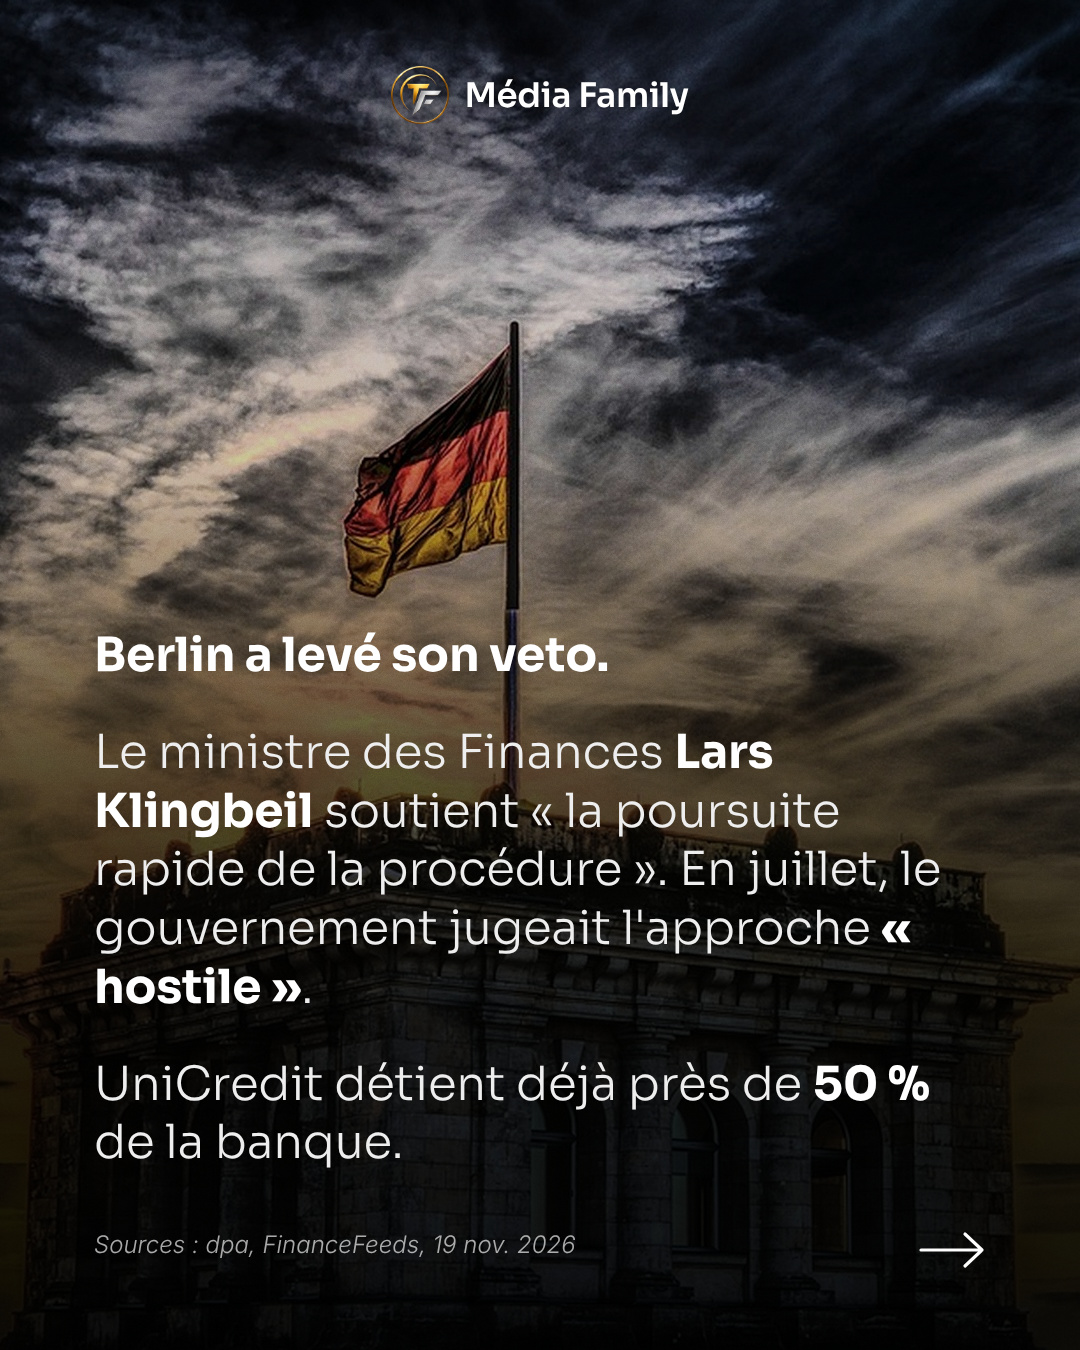 Média Family
Berlin a levé son veto.
Le ministre des Finances Lars
Klingbeil soutient « la poursuite
rapide de la procédure ». En juillet, le
gouvernement jugeait l'approche «
hostile ».
UniCredit détient déjà près de 50 %
de la banque.
Sources : dpa, FinanceFeeds, 19 nov. 2026